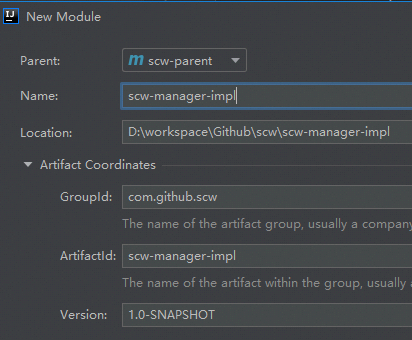 New Module
Parent: m scw-parent
Name: scw-manager-impl
Location: D:\workspace\Github\scw\scw-manager-impl
Artifact Coordinates
GroupId: com.github.scw
The name of the artifact group, usually a company
ArtifactId: scw-manager-impl
The name of the artifact within the group, usually a
Version: 1.0-SNAPSHOT